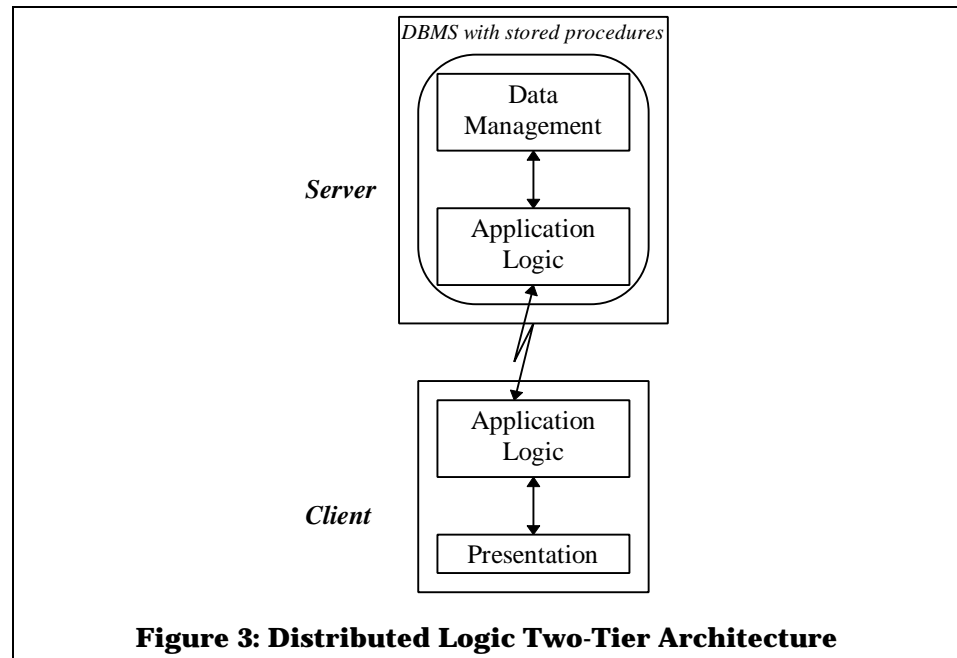 DBMS with stored procedures
Data
Management
Server
Application
Logic
Application
Logic
Client
Presentation
Figure 3: Distributed Logic Two-Tier Architecture